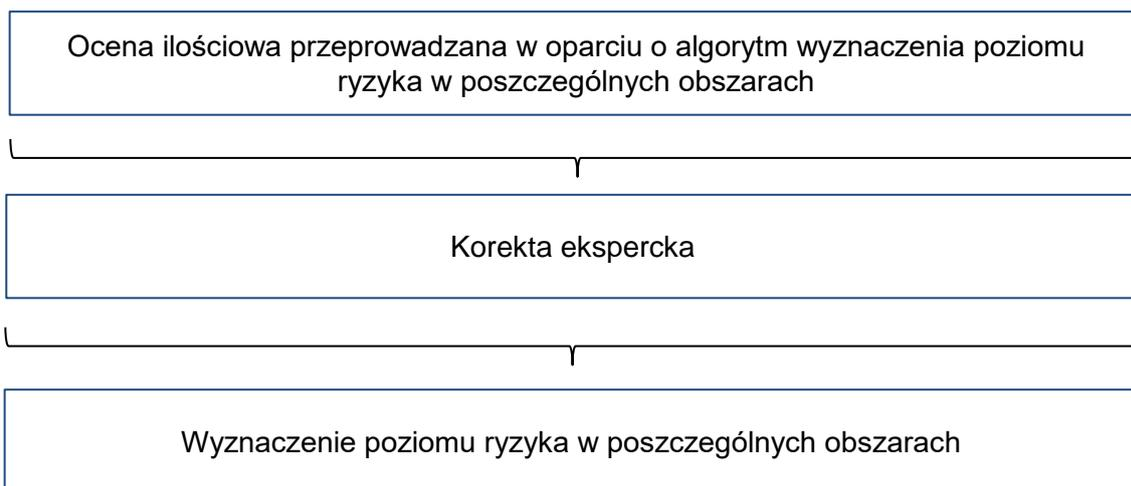 Ocena ilościowa przeprowadzana w oparciu o algorytm wyznaczenia poziomu
ryzyka w poszczególnych obszarach
Korekta ekspercka
Wyznaczenie poziomu ryzyka w poszczególnych obszarach